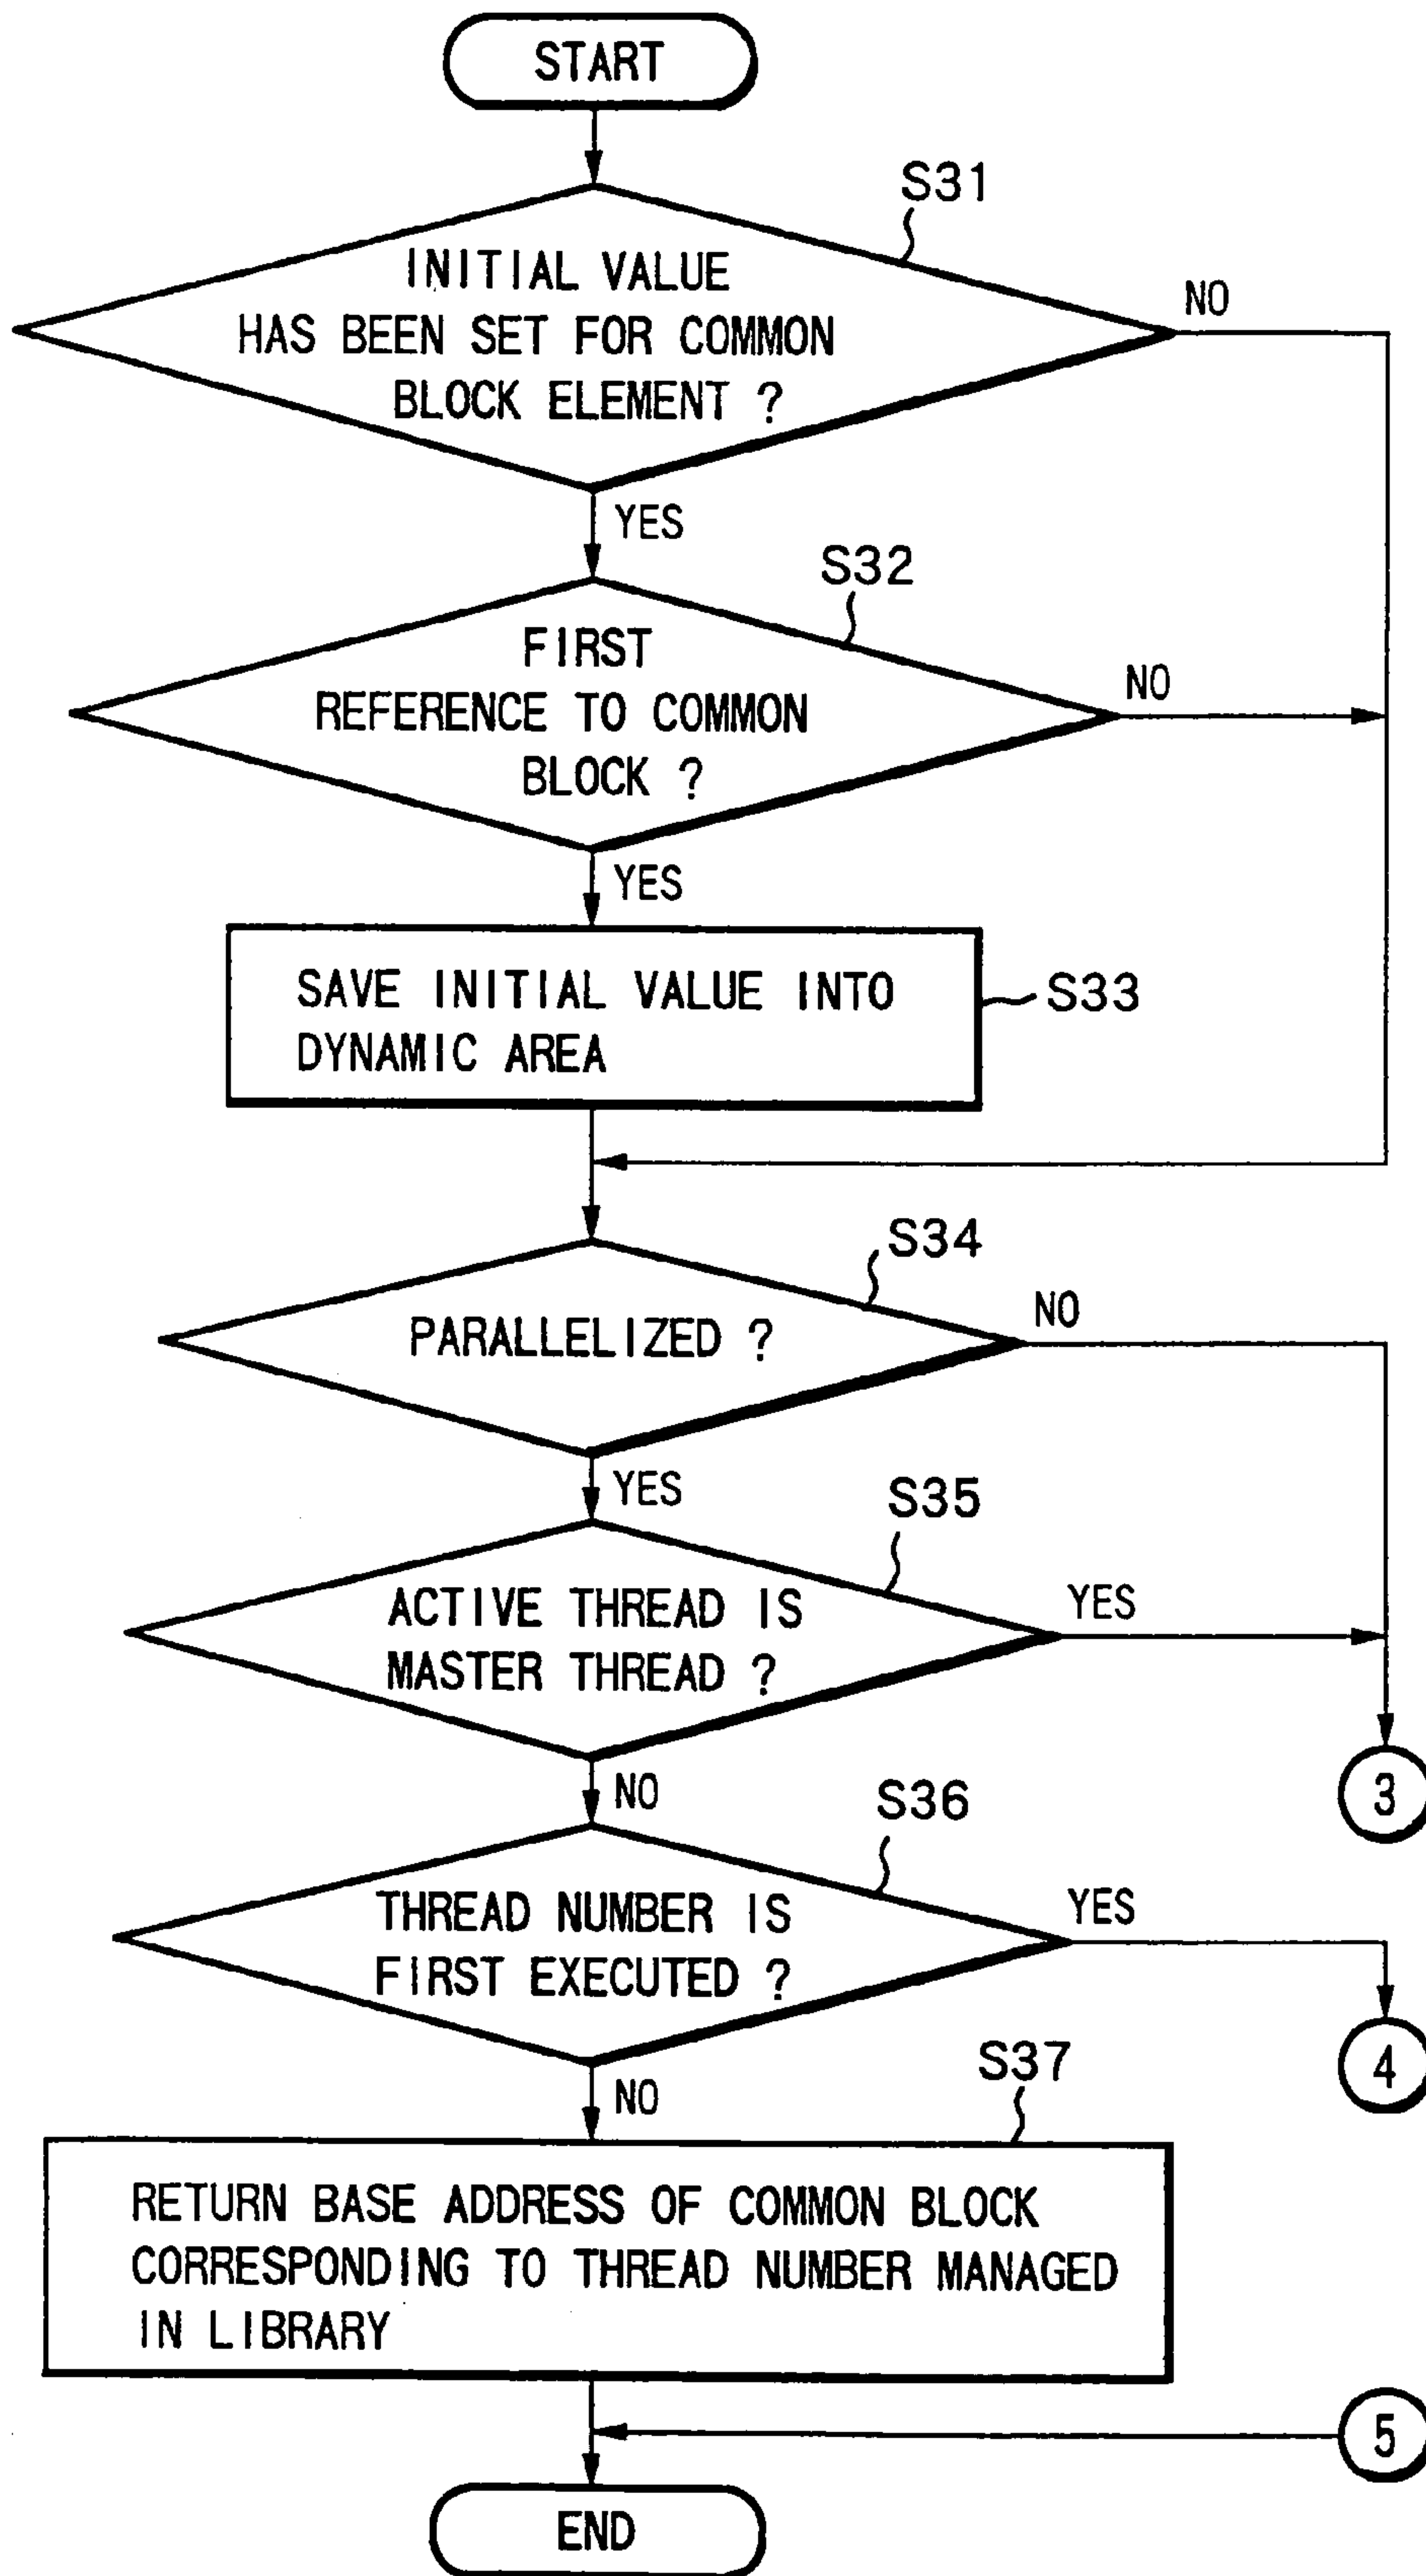 START
S31
INITIAL VALUE
HAS BEEN SET FOR COMMON
BLOCK ELEMENT ?
NO
YES
S32
FIRST
REFERENCE TO COMMON
BLOCK ?
NO
YES
SAVE INITIAL VALUE INTO
DYNAMIC AREA
S33
S34
PARALLELIZED ?
NO
YES
S35
ACTIVE THREAD IS
MASTER THREAD ?
YES
3
NO
S36
THREAD NUMBER IS
FIRST EXECUTED ?
YES
4
NO
S37
RETURN BASE ADDRESS OF COMMON BLOCK
CORRESPONDING TO THREAD NUMBER MANAGED
IN LIBRARY
5
END